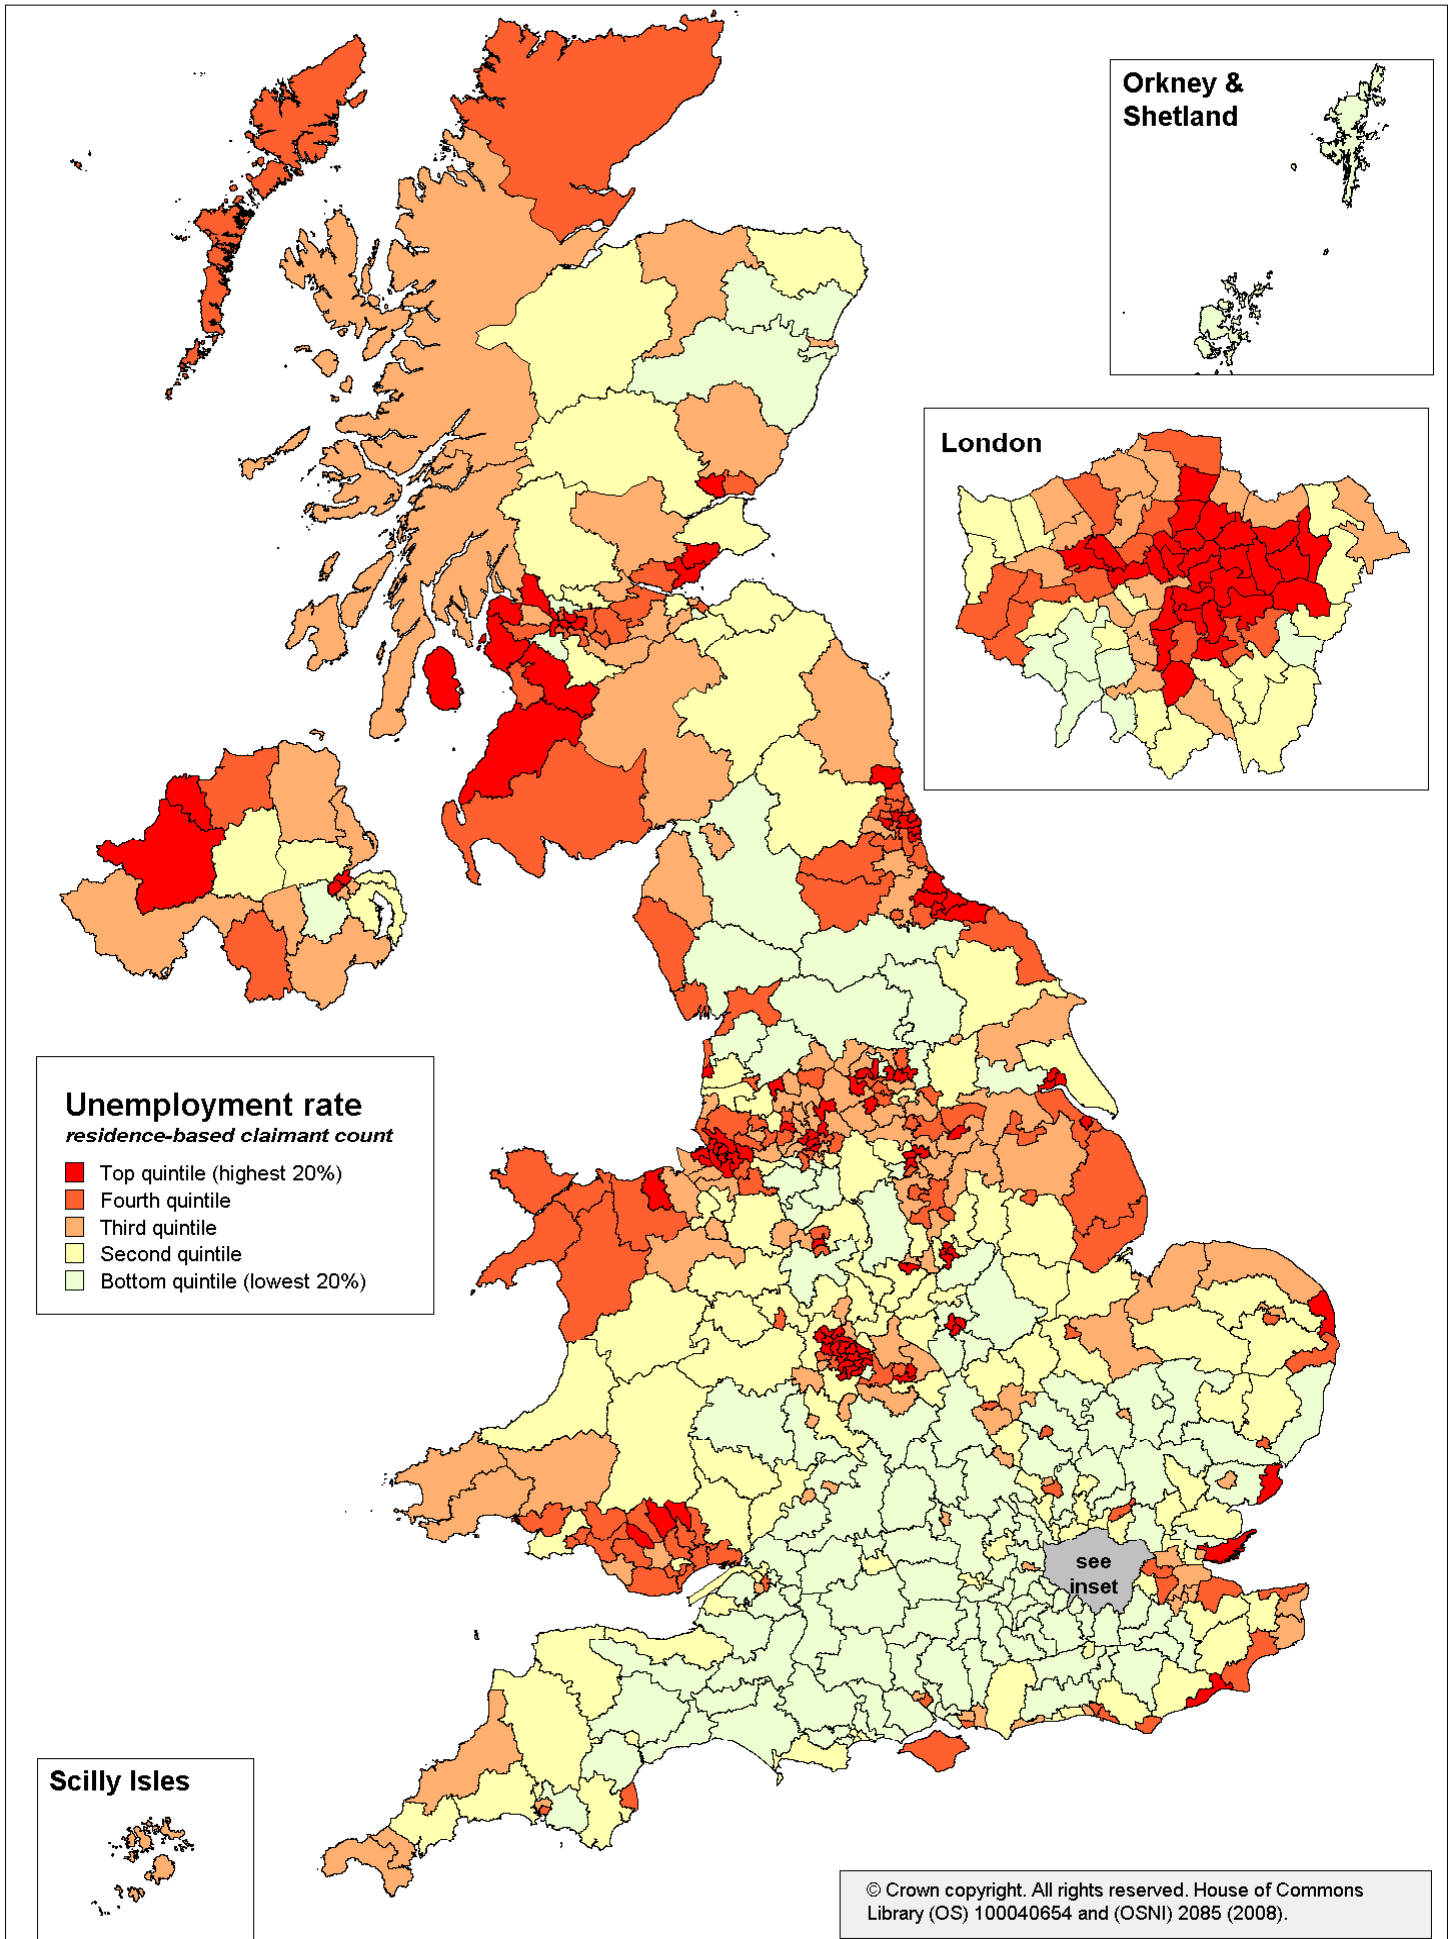 Orkney &
Shetland
London
Unemployment rate
residence-based claimant count
Top quintile (highest 20%)
Fourth quintile
Third quintile
Second quintile
Bottom quintile (lowest 20%)
see
inset
Scilly Isles
© Crown copyright. All rights reserved. House of Commons
Library (OS) 100040654 and (OSNI) 2085 (2008).